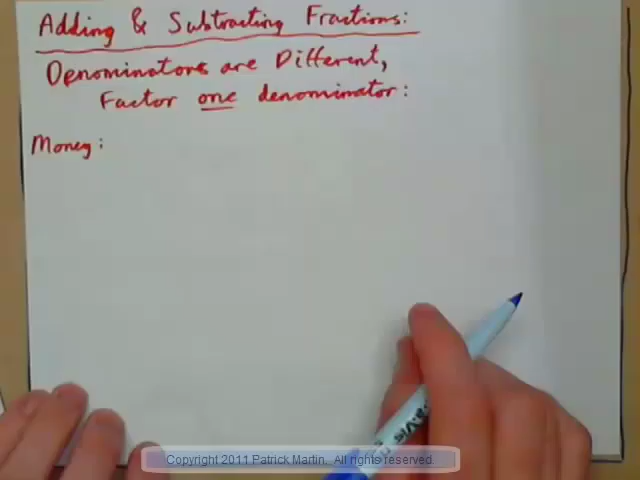 Adding & Subtracting Fractions:
Denominators are Different,
Factor one denominator:
Money:
Copyright 2011 Patrick Martin. All rights reserved.